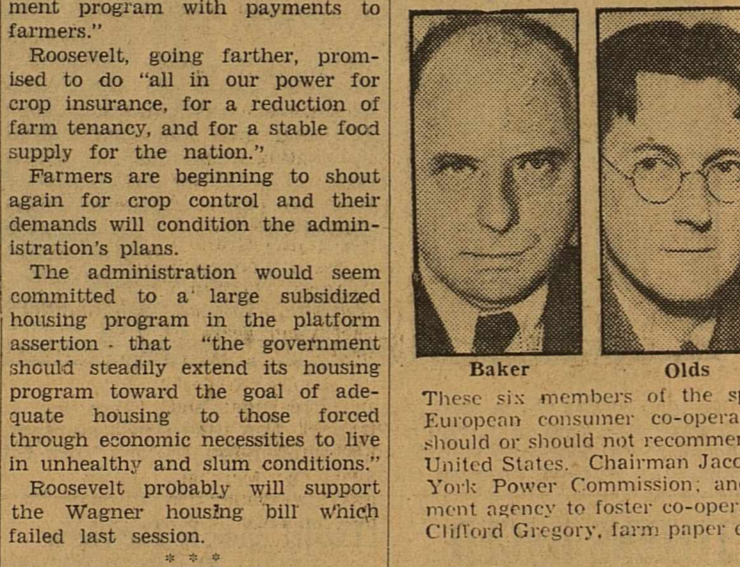 ment program with payments to
farmers."
Roosevelt, going farther, prom-
ised to do "all in our power for
crop insurance, for a reduction of
farm tenancy, and for a stable food
supply for the nation."
Farmers are beginning to shout
again for crop control and their
demands will condition the admin-
istration's plans.
The administration would seem
committed to a large subsidized
housing program in the platform
assertion - that "the government
should steadily extend its housing
program toward the goal of ade-
quate housing to those forced
through economic necessities to live
in unhealthy and slum conditions."
Roosevelt probably will support
the Wagner housing bill which
failed last session.
* * *
Baker
Olds
These six members of the sp
European consumer co-opera
should or should not recommen
United States. Chairman Jaco
York Power Commission; and
ment agency to foster co-oper
Clifford Gregory, farm paper e